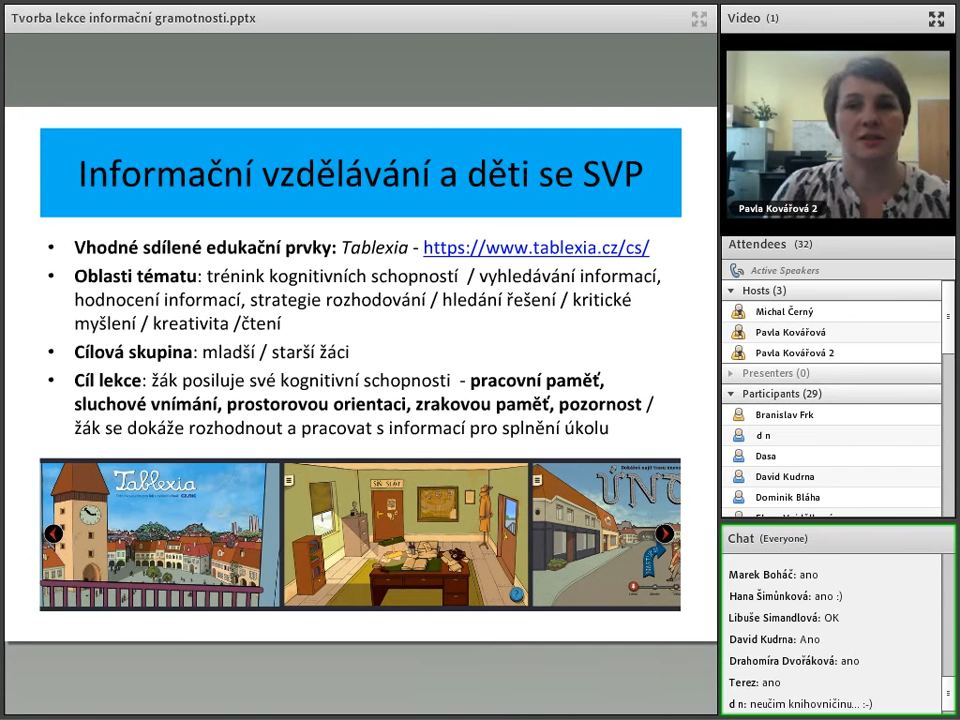 Tvorba lekce informační gramotnosti.pptx
Informační vzdělávání a děti se SVP
• Vhodné sdílené edukační prvky: Tablexia - https://www.tablexia.cz/cs/
• Oblasti tématu: trénink kognitivních schopností / vyhledávání informací,
hodnocení informací, strategie rozhodování / hledání řešení / kritické
myšlení / kreativita /čtení
• Cílová skupina: mladší / starší žáci
• Cíl lekce: žák posiluje své kognitivní schopnosti - pracovní paměť,
sluchové vnímání, prostorovou orientaci, zrakovou paměť, pozornost /
žák se dokáže rozhodnout a pracovat s informací pro splnění úkolu
Tablexia
Video (1)
Pavla Kovářová 2
Attendees (32)
Active Speakers
Hosts (3)
Michal Černý
Pavla Kovářová
Pavla Kovářová 2
Presenters (0)
Participants (29)
Branislav Frk
d n
Dasa
David Kudrna
Dominik Bláha
Chat (Everyone)
Marek Boháč: ano
Hana Šimůnková: ano :)
Libuše Simandlová: OK
David Kudrna: Ano
Drahomíra Dvořáková: ano
Terez: ano
d n: neučim knihovničinu... :-)